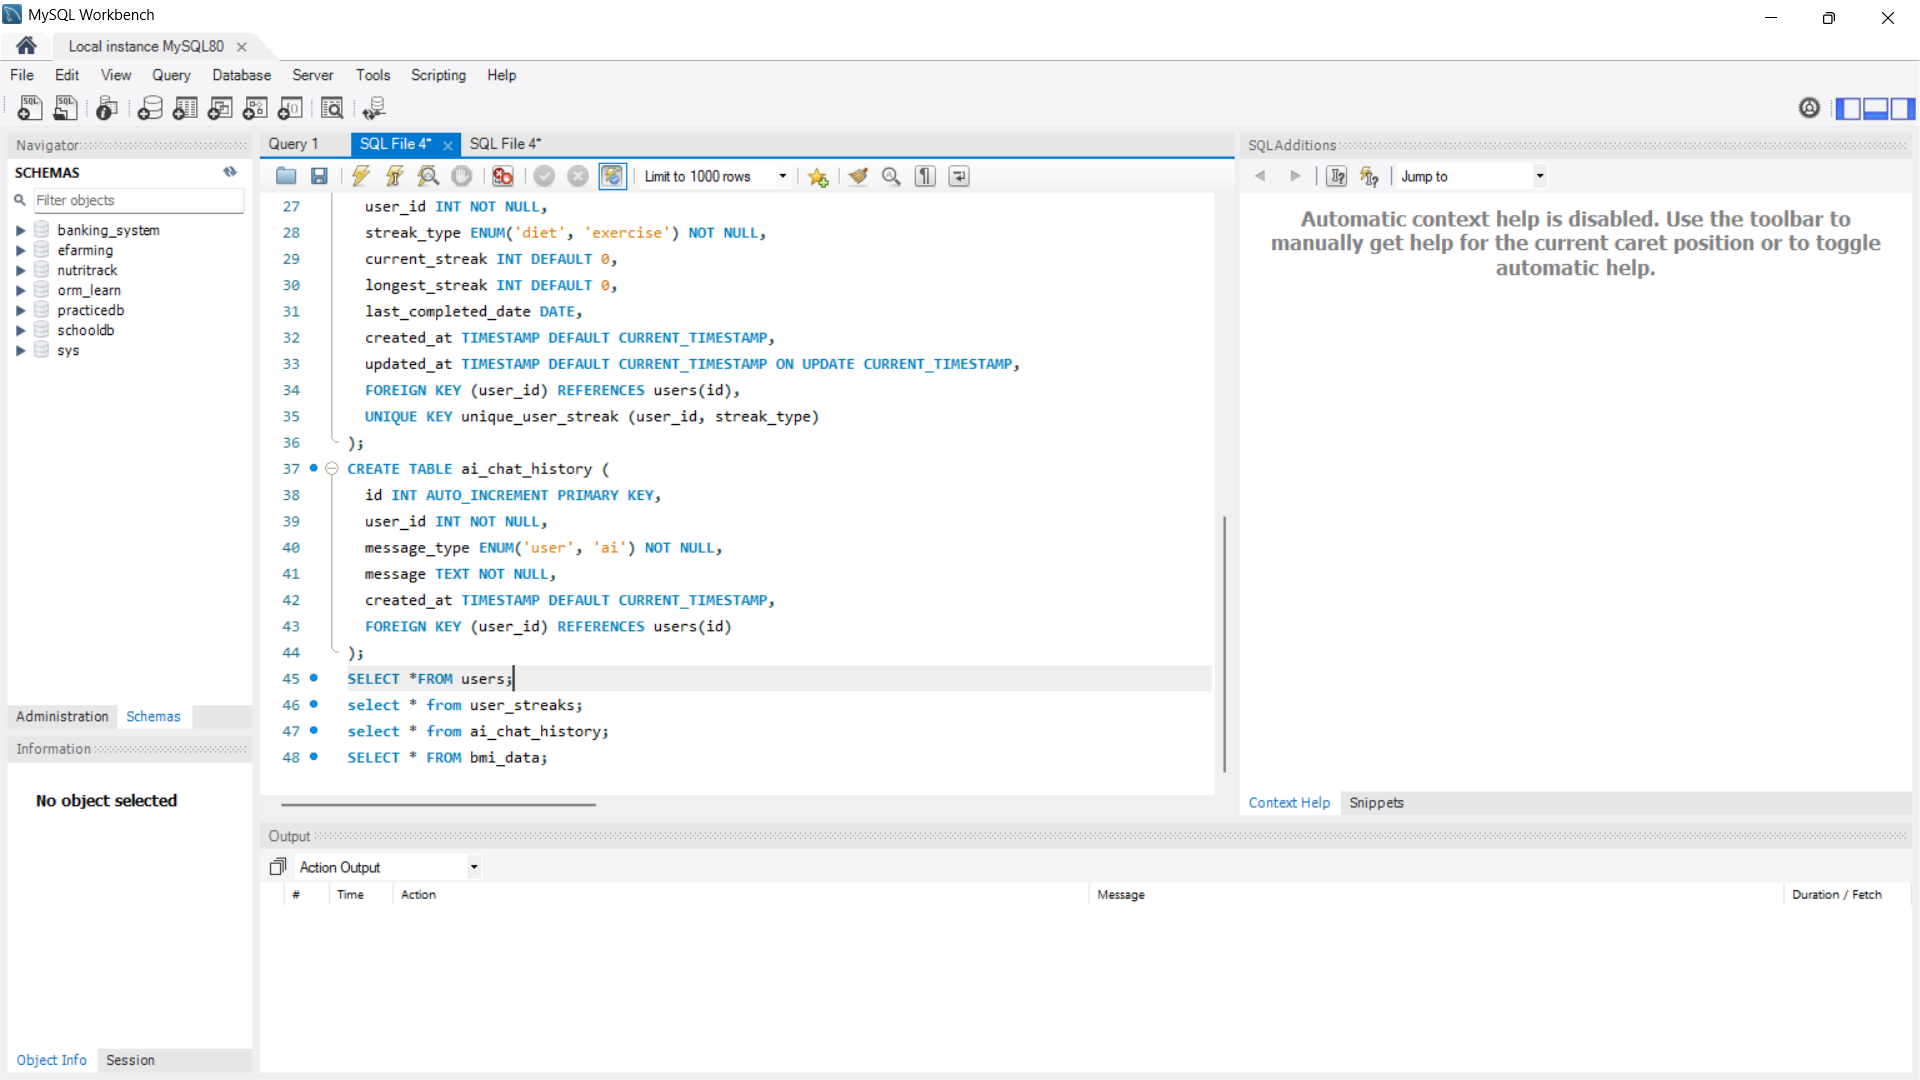 MySQL Workbench
Local instance MySQL80
File Edit View Query Database Server Tools Scripting Help
Navigator
SCHEMAS
Filter objects
banking_system
efarming
nutritrack
orm_learn
practicedb
schooldb
sys
Administration Schemas
Information
No object selected
Object Info Session
Query 1 SQL File 4* SQL File 4*
Limit to 1000 rows
27 user_id INT NOT NULL,
28 streak_type ENUM('diet', 'exercise') NOT NULL,
29 current_streak INT DEFAULT 0,
30 longest_streak INT DEFAULT 0,
31 last_completed_date DATE,
32 created_at TIMESTAMP DEFAULT CURRENT_TIMESTAMP,
33 updated_at TIMESTAMP DEFAULT CURRENT_TIMESTAMP ON UPDATE CURRENT_TIMESTAMP,
34 FOREIGN KEY (user_id) REFERENCES users(id),
35 UNIQUE KEY unique_user_streak (user_id, streak_type)
36 );
37 CREATE TABLE ai_chat_history (
38 id INT AUTO_INCREMENT PRIMARY KEY,
39 user_id INT NOT NULL,
40 message_type ENUM('user', 'ai') NOT NULL,
41 message TEXT NOT NULL,
42 created_at TIMESTAMP DEFAULT CURRENT_TIMESTAMP,
43 FOREIGN KEY (user_id) REFERENCES users(id)
44 );
45 SELECT *FROM users;
46 select * from user_streaks;
47 select * from ai_chat_history;
48 SELECT * FROM bmi_data;
SQLAdditions
Jump to
Automatic context help is disabled. Use the toolbar to
manually get help for the current caret position or to toggle
automatic help.
Context Help Snippets
Output
Action Output
# Time Action Message Duration / Fetch